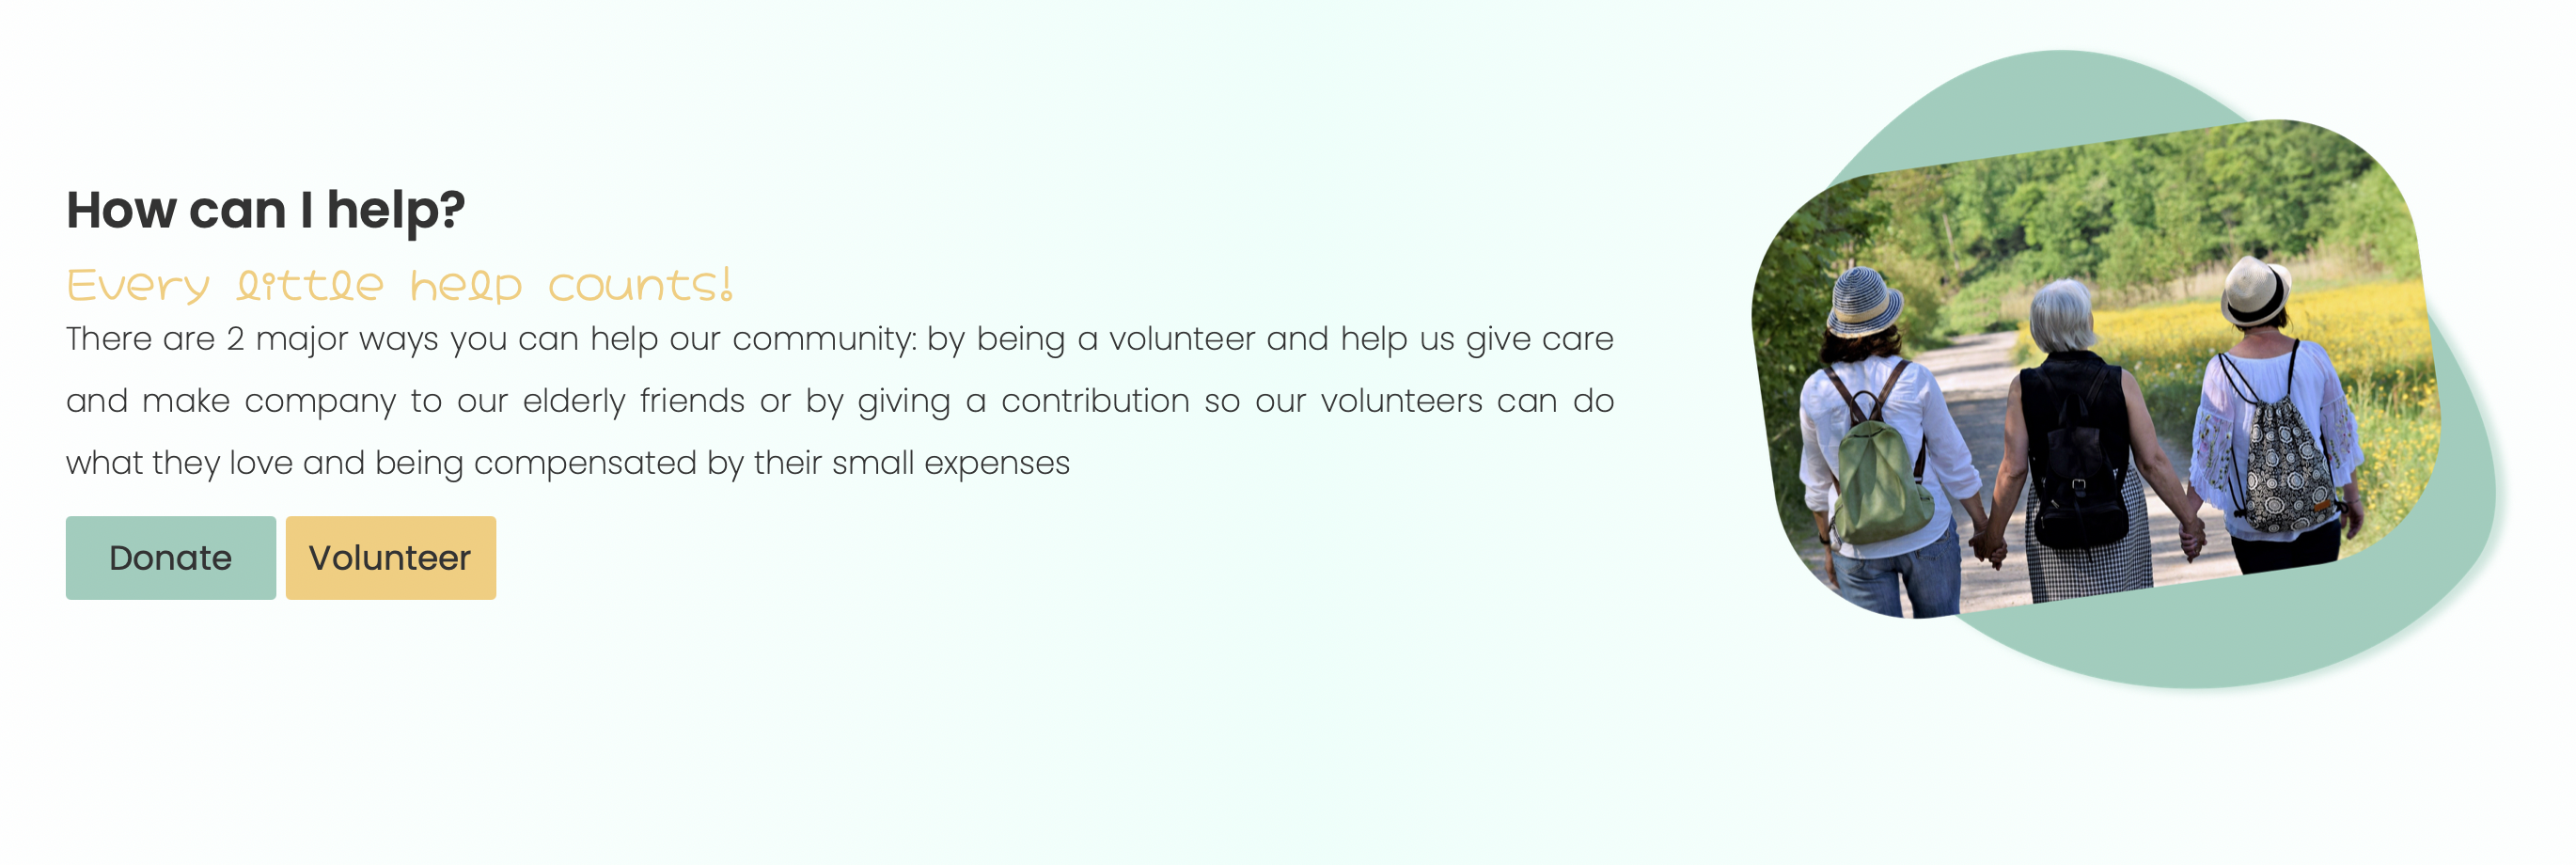 How can I help?
Every little help counts!
There are 2 major ways you can help our community: by being a volunteer and help us give care
and make company to our elderly friends or by giving a contribution so our volunteers can do
what they love and being compensated by their small expenses
Donate
Volunteer